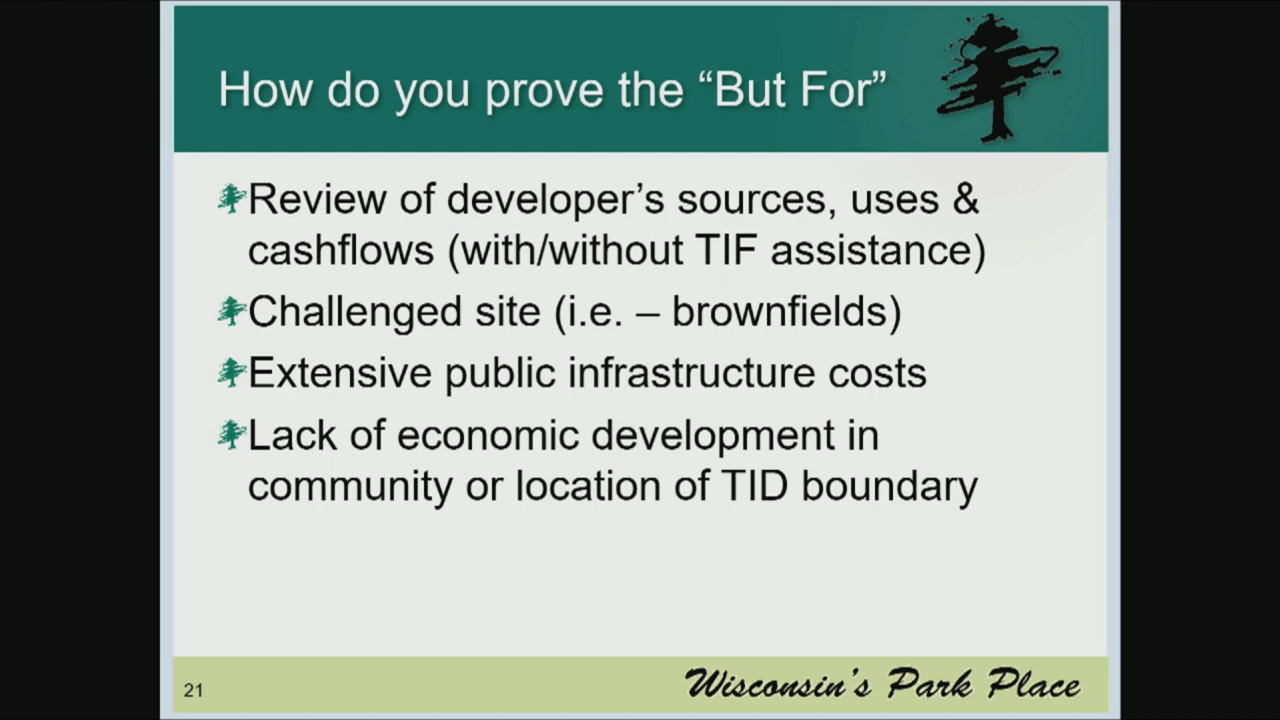 How do you prove the “But For”
Review of developer’s sources, uses &
cashflows (with/without TIF assistance)
Challenged site (i.e. – brownfields)
Extensive public infrastructure costs
Lack of economic development in
community or location of TID boundary
21
Wisconsin’s Park Place